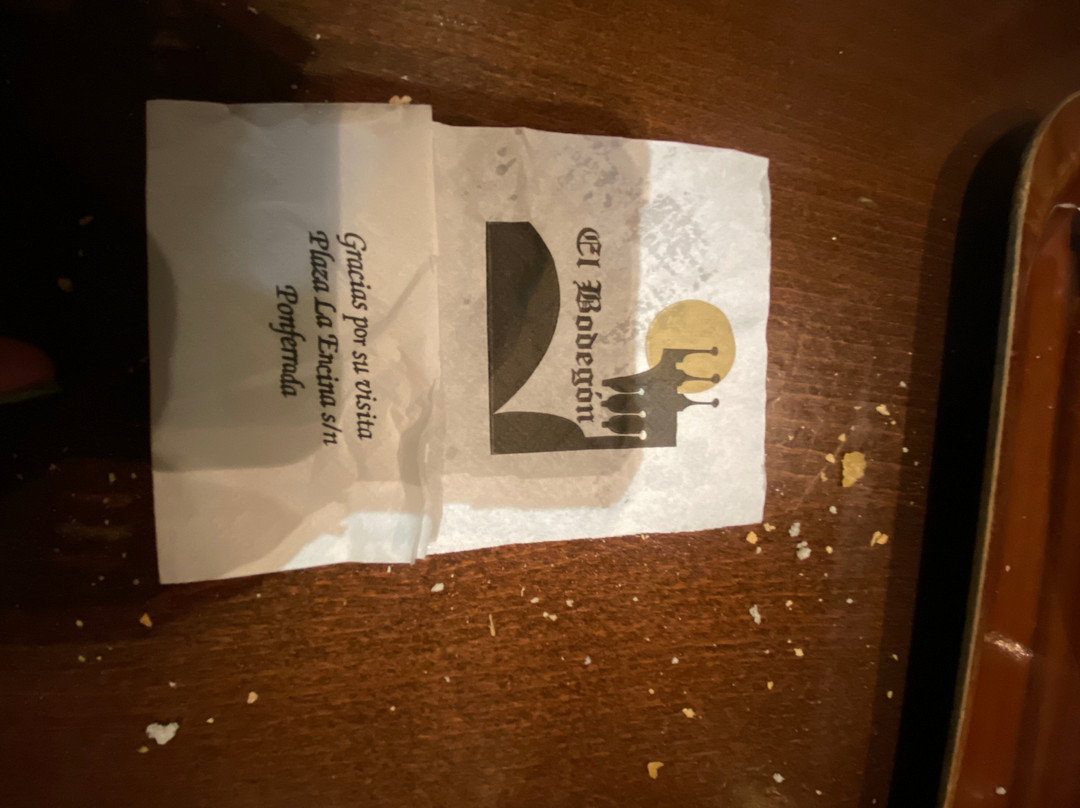 El Bodegón
Gracias por su visita
Plaza La Encina s/n
Ponferrada